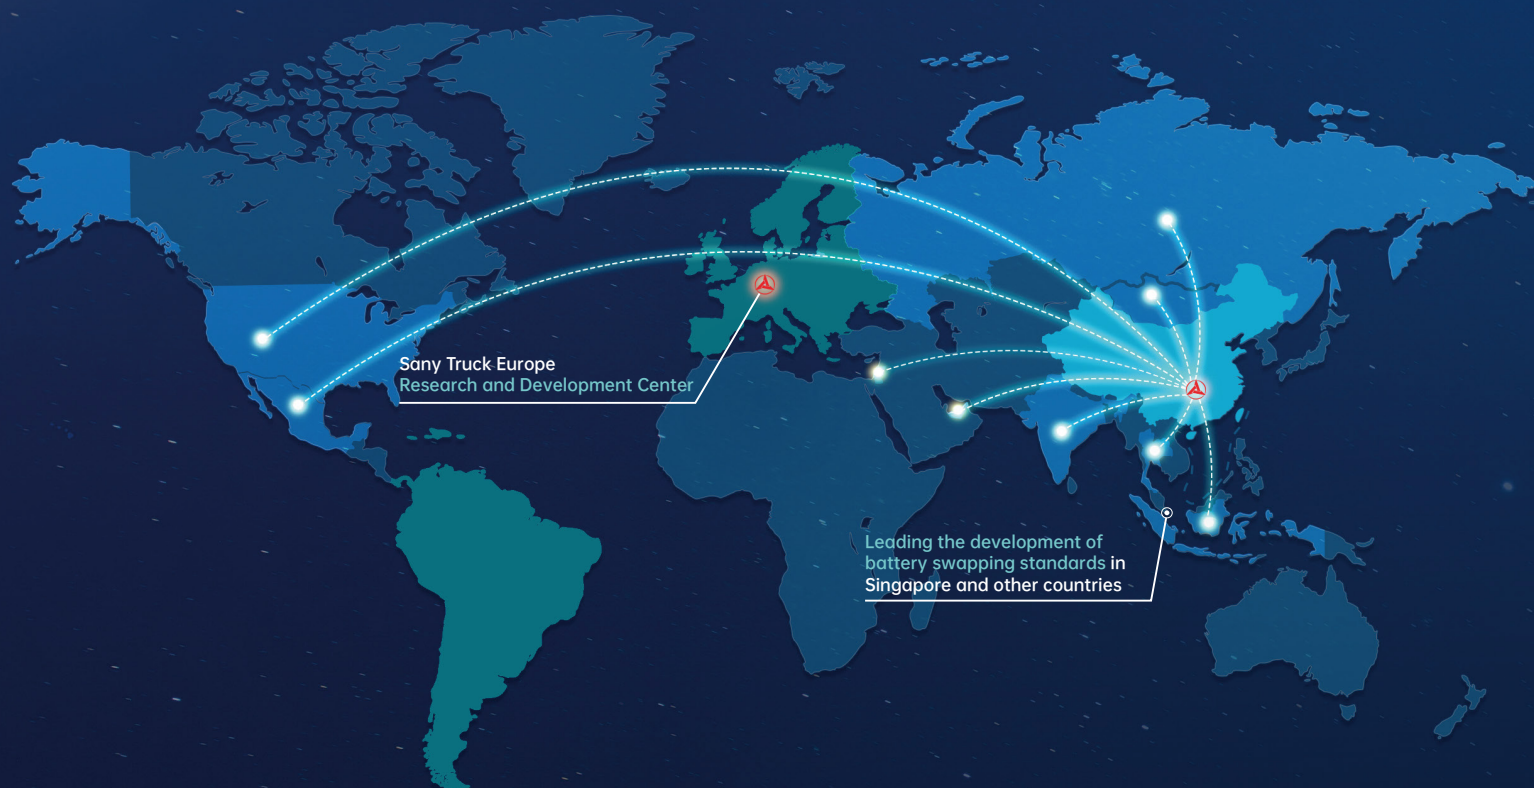 Sany Truck Europe
Research and Development Center
Leading the development of
battery swapping standards in
Singapore and other countries